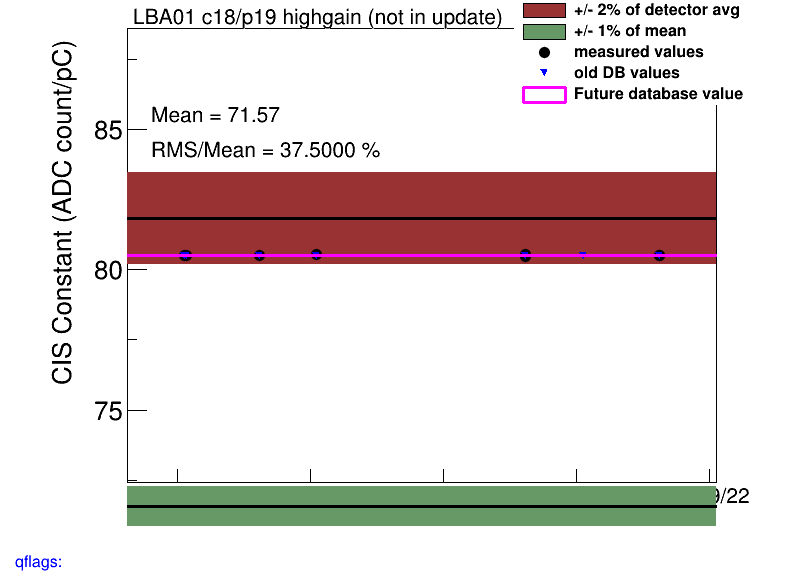 LBA01 c18/p19 highgain (not in update)
+/- 2% of detector avg
+/- 1% of mean
measured values
old DB values
Future database value
Mean = 71.57
RMS/Mean = 37.5000 %
CIS Constant (ADC count/pC)
85
80
75
/22
qflags: